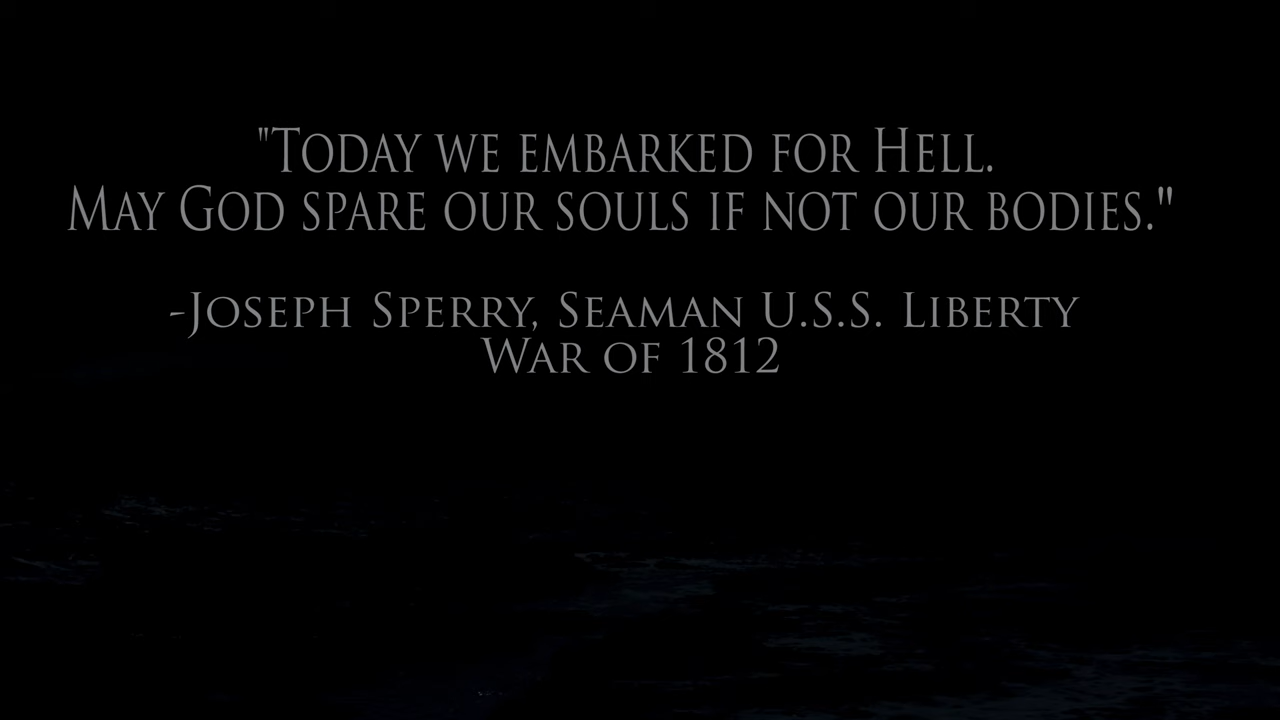 "Today we embarked for Hell.
May God spare our souls if not our bodies."
-Joseph Sperry, Seaman U.S.S. Liberty
War of 1812